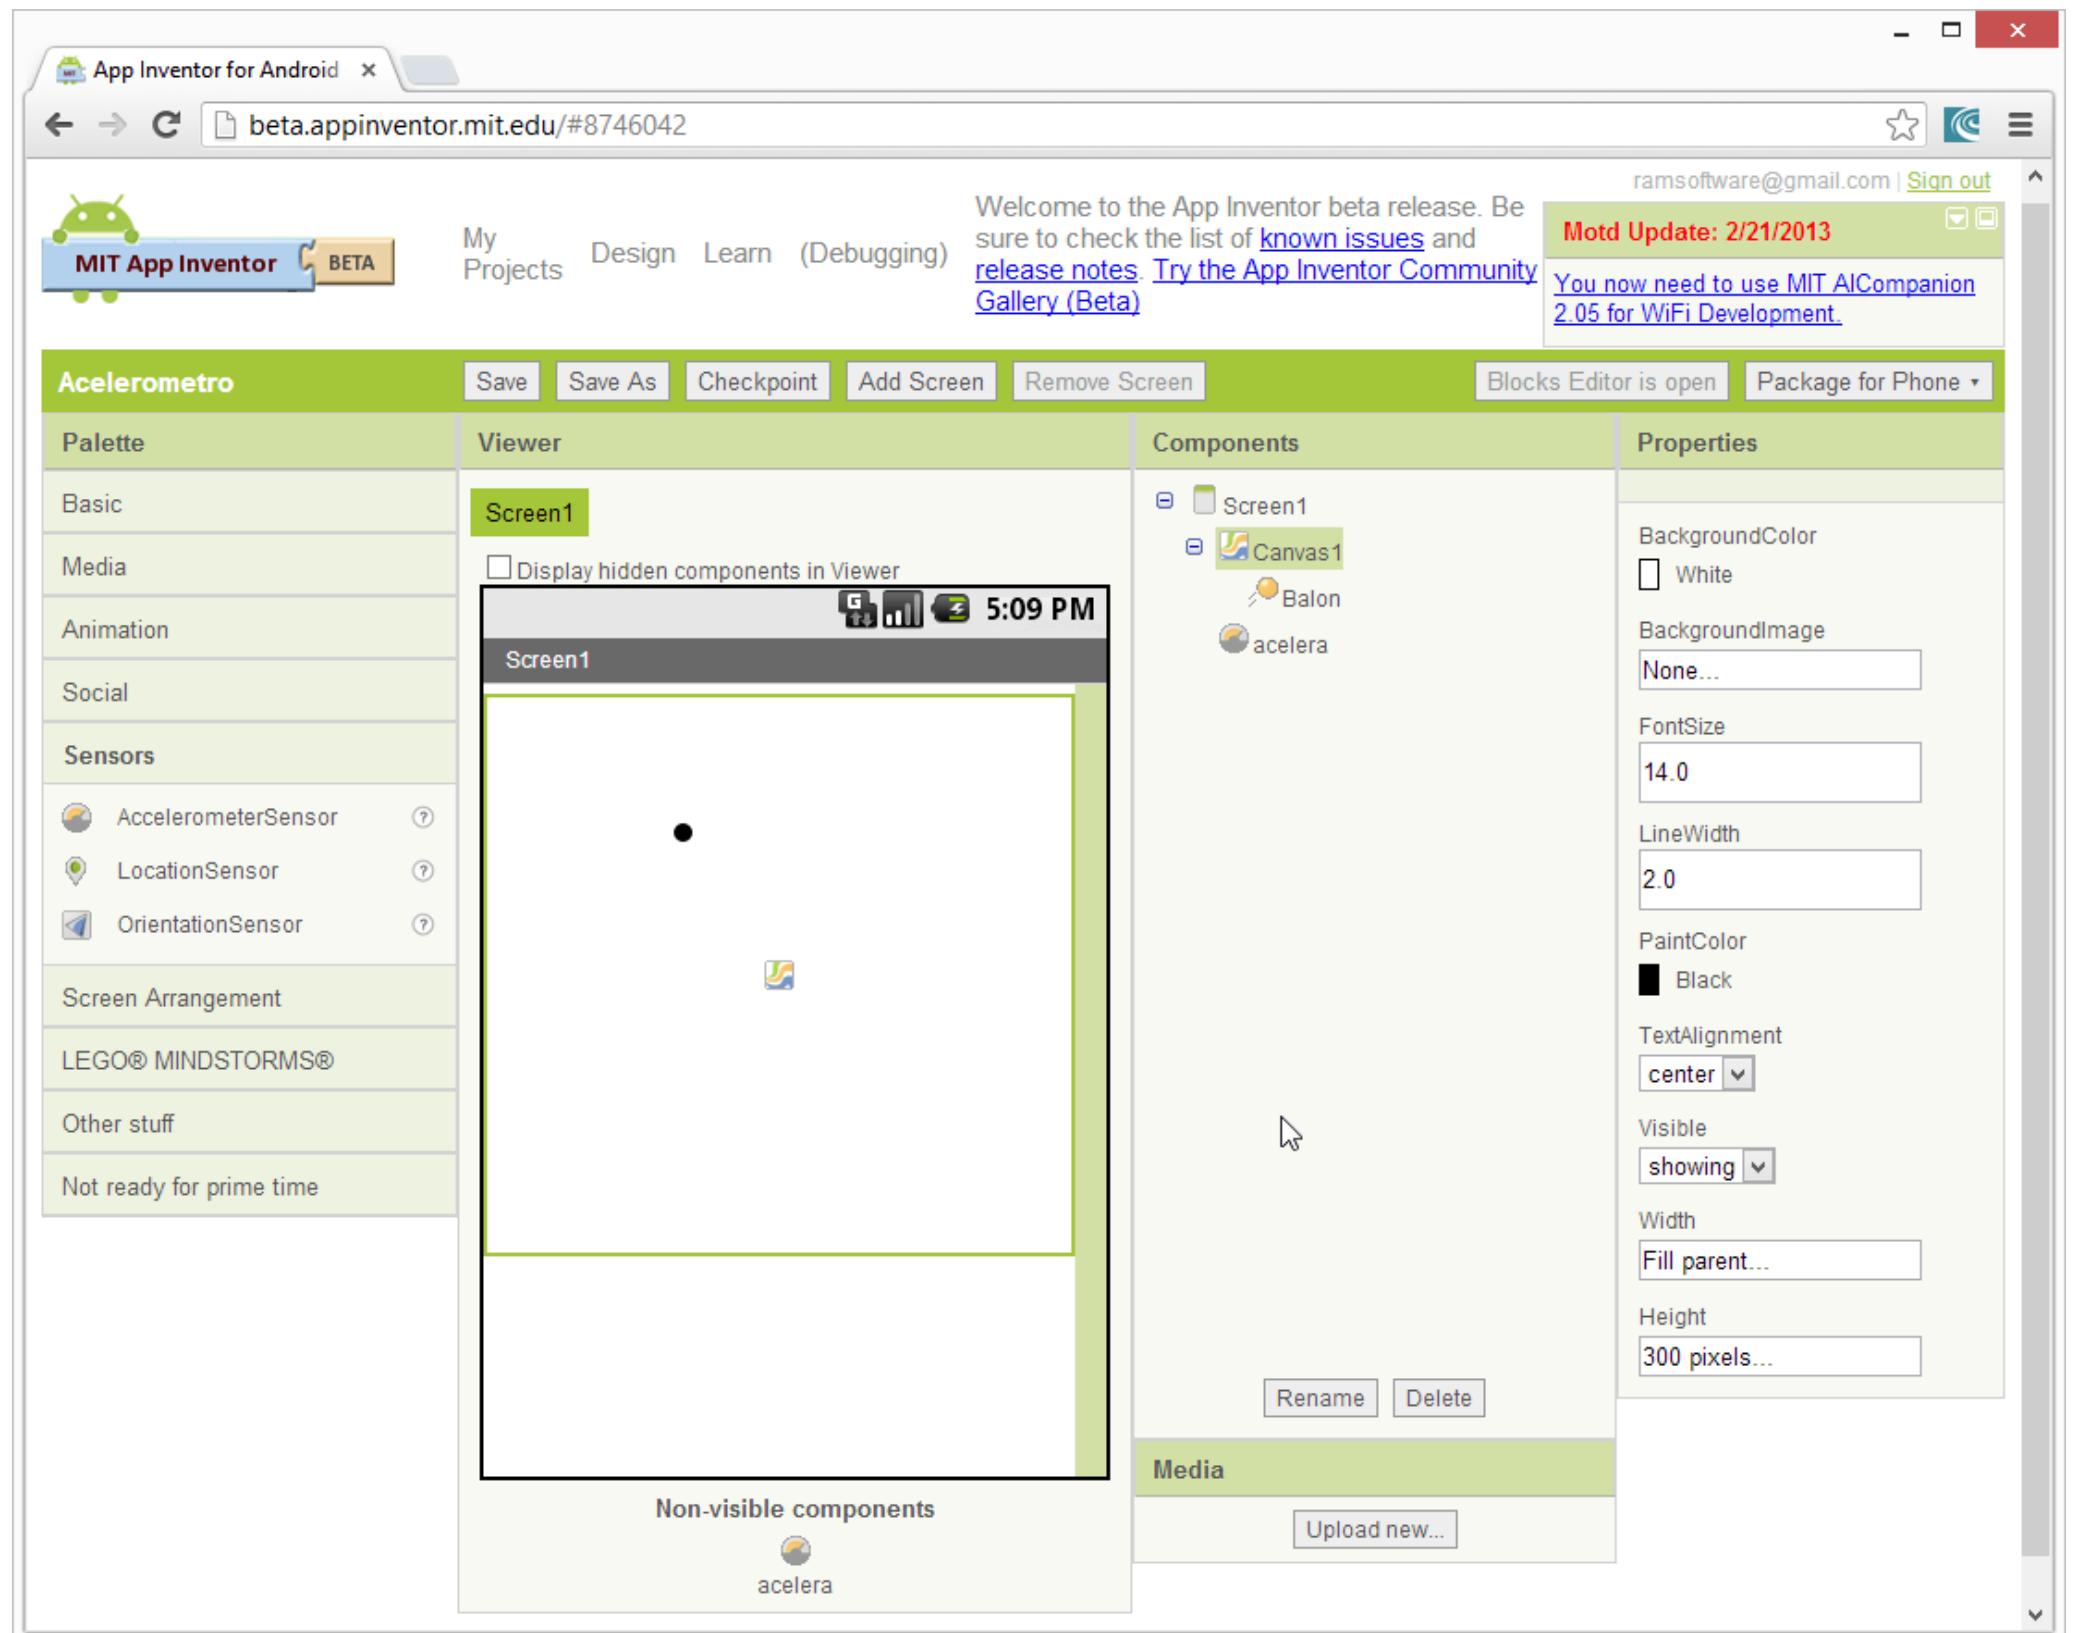 App Inventor for Android
beta.appinventor.mit.edu/#8746042
ramsoftware@gmail.com | Sign out
MIT App Inventor BETA
My Projects
Design
Learn
(Debugging)
Welcome to the App Inventor beta release. Be
sure to check the list of known issues and
release notes. Try the App Inventor Community
Gallery (Beta)
Motd Update: 2/21/2013
You now need to use MIT AICompanion
2.05 for WiFi Development.
Acelerometro
Save
Save As
Checkpoint
Add Screen
Remove Screen
Blocks Editor is open
Package for Phone
Palette
Basic
Media
Animation
Social
Sensors
AccelerometerSensor ?
LocationSensor ?
OrientationSensor ?
Screen Arrangement
LEGO® MINDSTORMS®
Other stuff
Not ready for prime time
Viewer
Screen1
Display hidden components in Viewer
G 5:09 PM
Screen1
Non-visible components
acelera
Components
Screen1
Canvas1
Balon
acelera
Rename
Delete
Media
Upload new...
Properties
BackgroundColor
White
BackgroundImage
None...
FontSize
14.0
LineWidth
2.0
PaintColor
Black
TextAlignment
center
Visible
showing
Width
Fill parent...
Height
300 pixels...